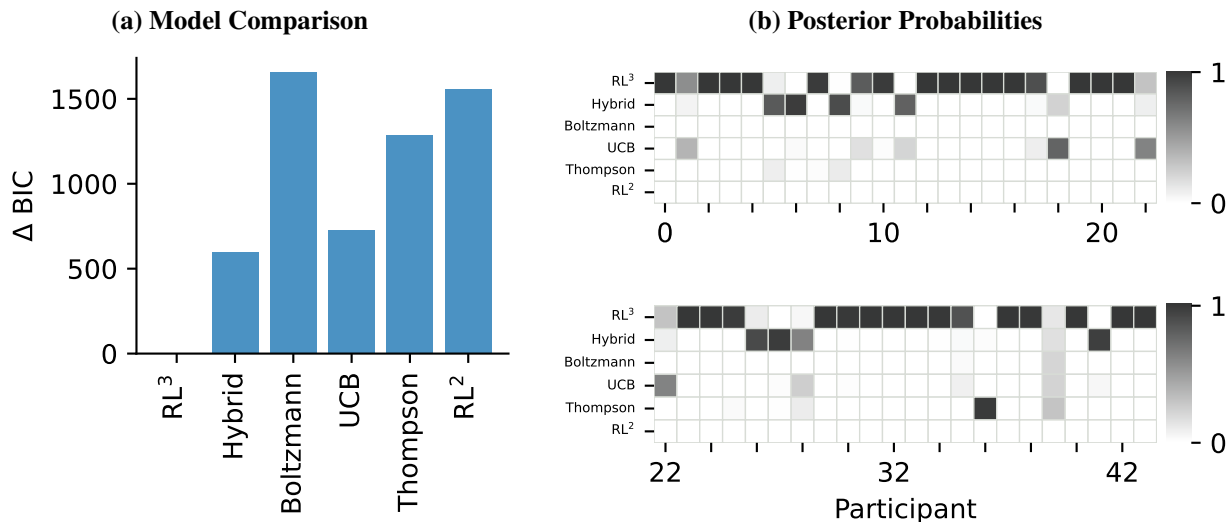 (a) Model Comparison
Δ BIC
1500
1000
500
0
RL³
Hybrid
Boltzmann
UCB
Thompson
RL²
(b) Posterior Probabilities
RL³
Hybrid
Boltzmann
UCB
Thompson
RL²
0
10
20
1
0
RL³
Hybrid
Boltzmann
UCB
Thompson
RL²
22
32
42
1
0
Participant